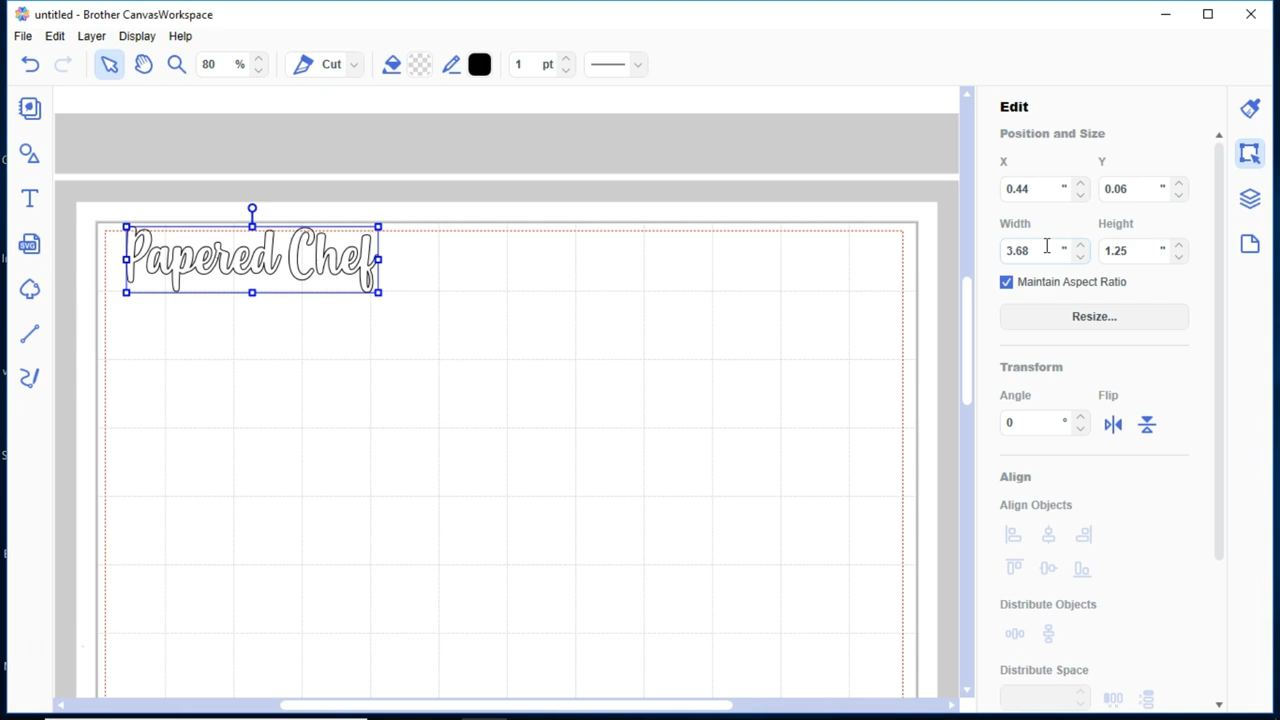 untitled - Brother CanvasWorkspace
File Edit Layer Display Help
80 % Cut 1 pt
Edit
Position and Size
X Y
0.44 " 0.06 "
Width Height
3.68 " 1.25 "
Maintain Aspect Ratio
Resize...
Transform
Angle Flip
0 °
Align
Align Objects
Distribute Objects
Distribute Space
T
SVG
Papered Chef